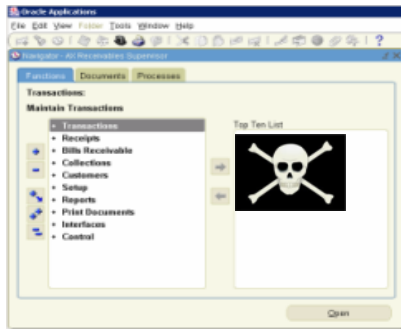 Oracle Applications
File Edit View Folder Tools Window Help
Navigator - All Receivables Supervisor
Functions Documents Processes
Transactions:
Maintain Transactions
+ Transactions
+ Receipts
+ Bills Receivable
+ Collections
+ Customers
+ Setup
+ Reports
+ Print Documents
+ Interfaces
+ Control
Top Ten List
Open